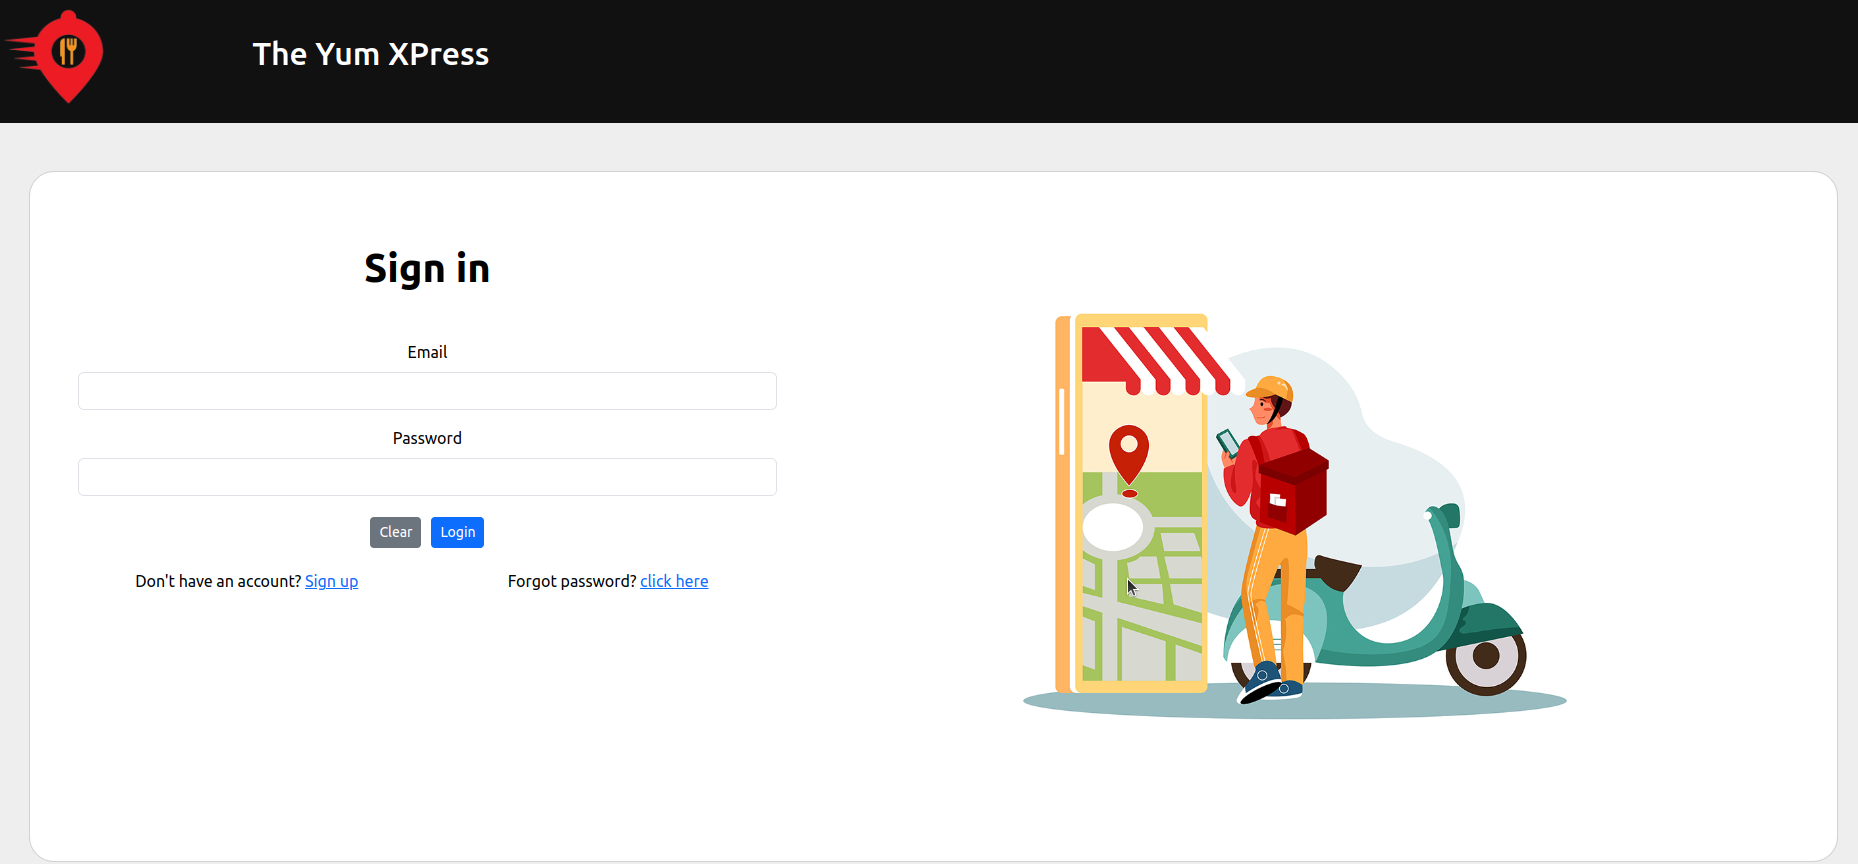 The Yum XPress
Sign in
Email
Password
Clear Login
Don't have an account? Sign up Forgot password? click here